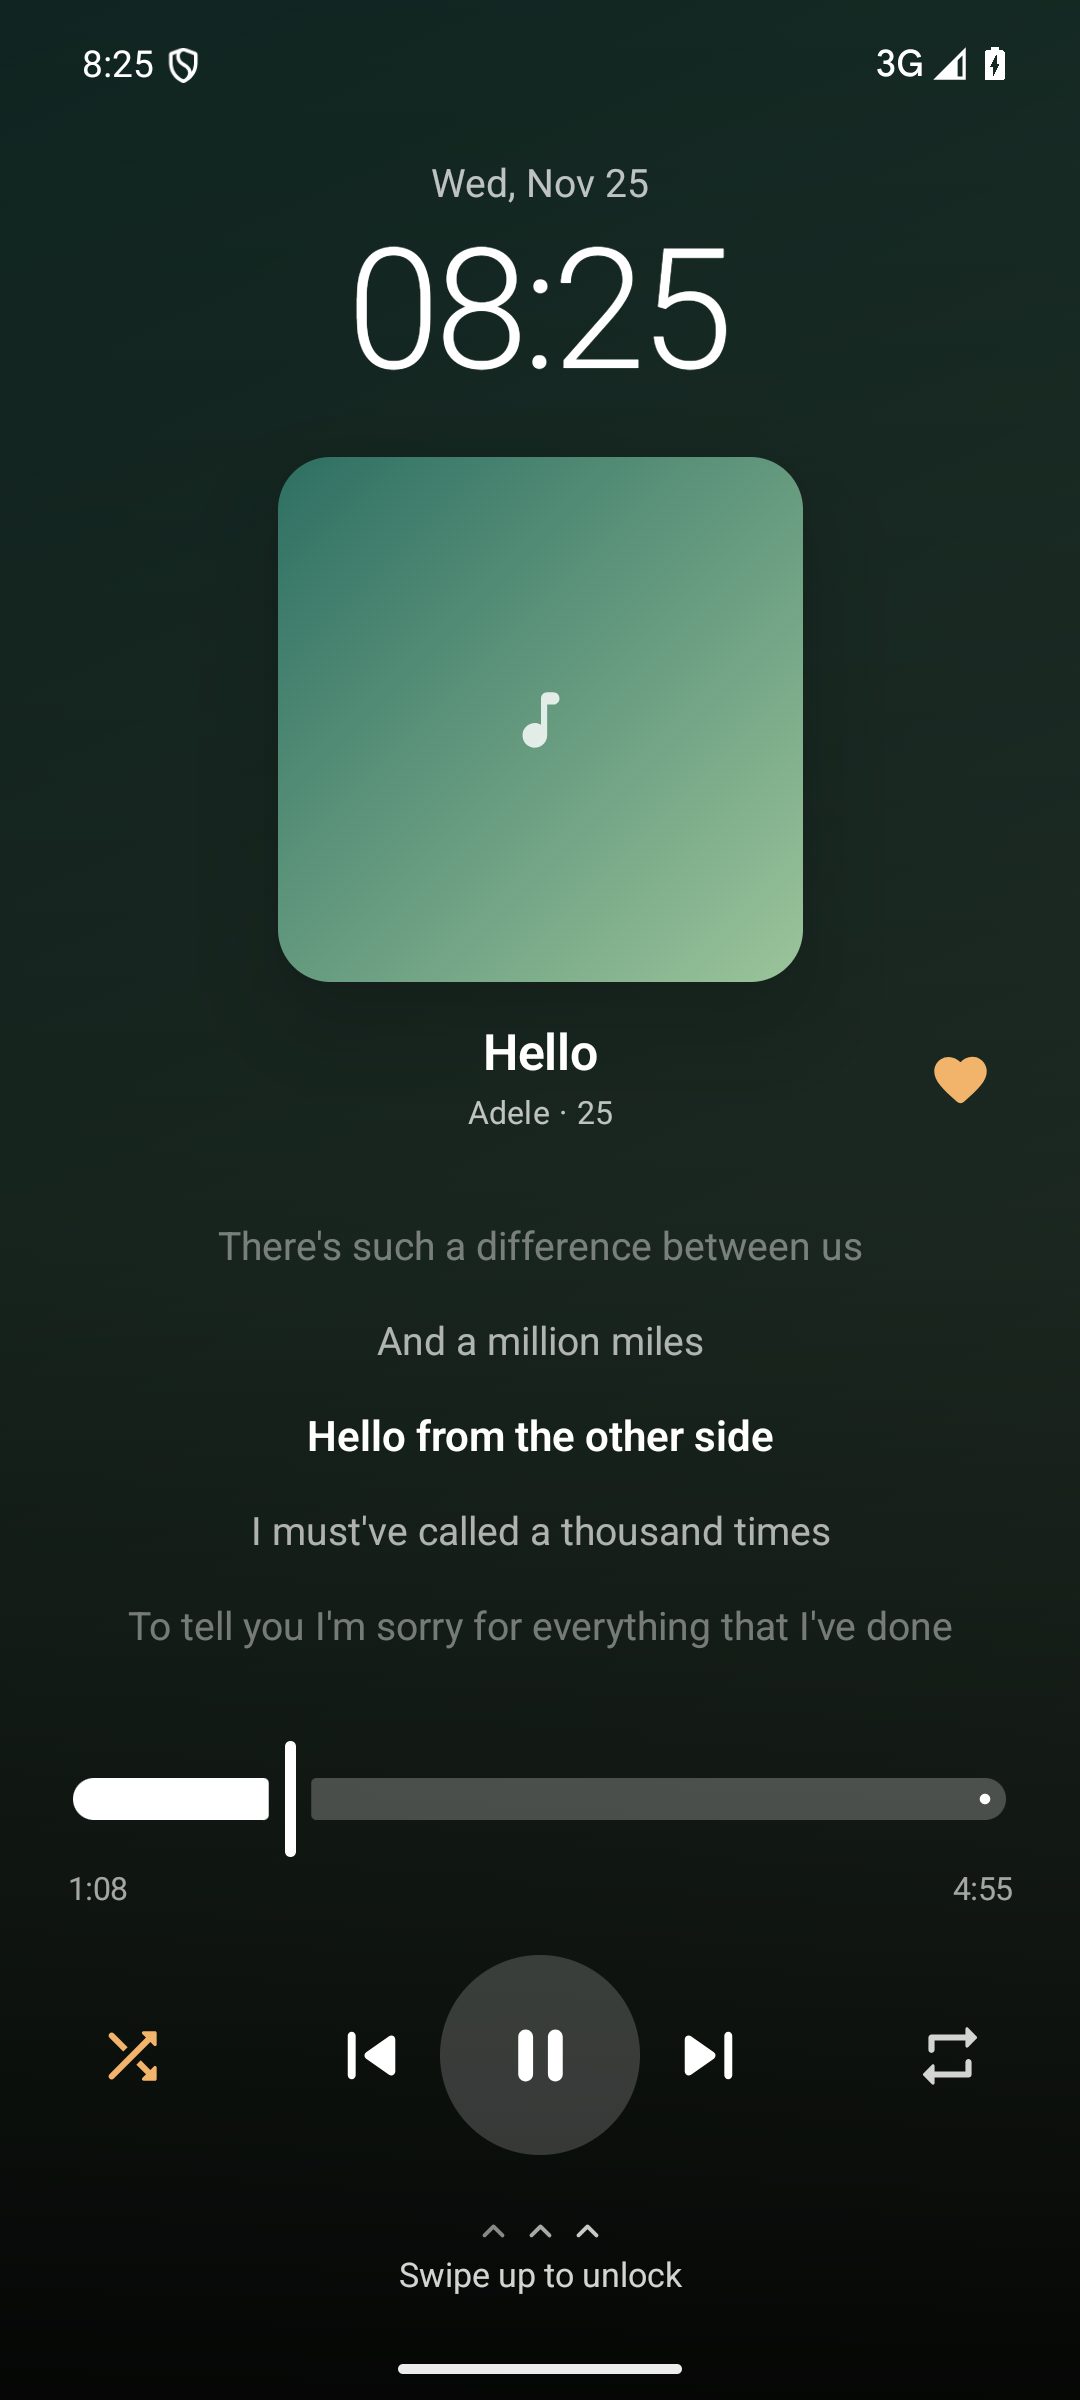 8:25
3G
Wed, Nov 25
08:25
Hello
Adele · 25
There's such a difference between us
And a million miles
Hello from the other side
I must've called a thousand times
To tell you I'm sorry for everything that I've done
1:08
4:55
Swipe up to unlock